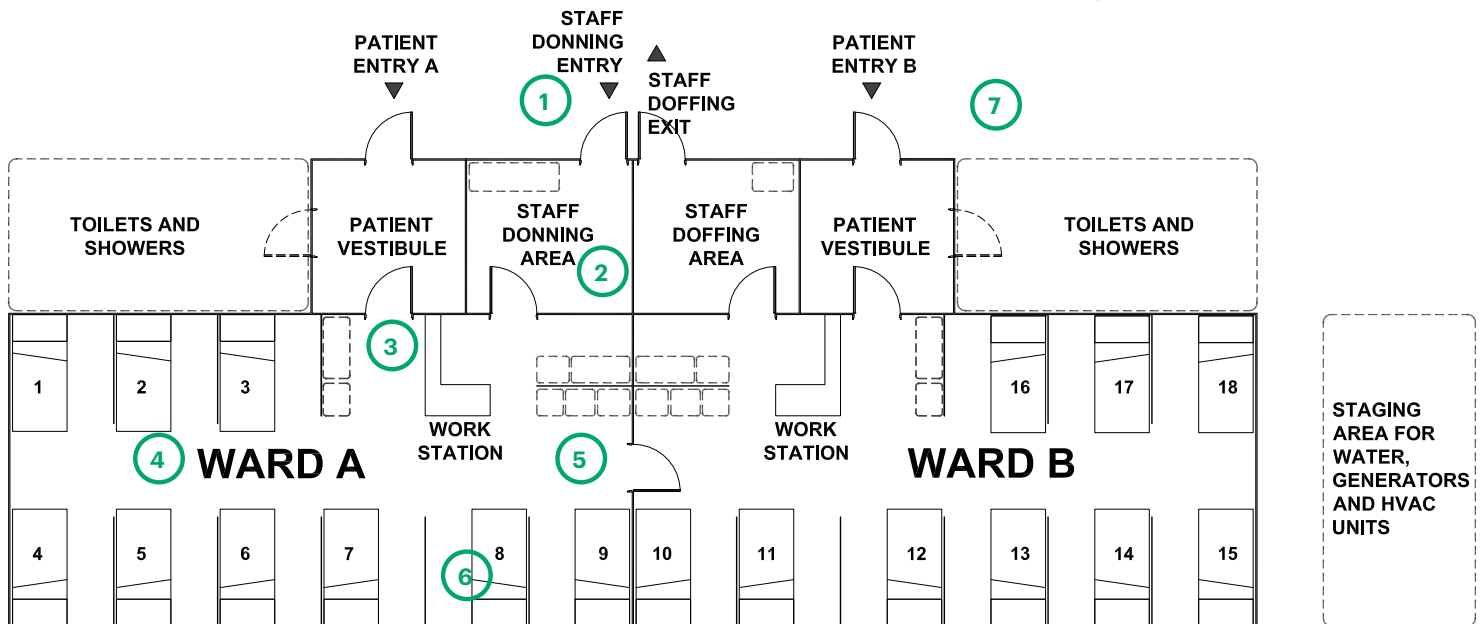 PATIENT
ENTRY A
STAFF
DONNING
ENTRY
STAFF
DOFFING
EXIT
PATIENT
ENTRY B
1
7
TOILETS AND
SHOWERS
PATIENT
VESTIBULE
STAFF
DONNING
AREA
2
STAFF
DOFFING
AREA
PATIENT
VESTIBULE
TOILETS AND
SHOWERS
3
1
2
3
16
17
18
WORK
STATION
WORK
STATION
4
WARD A
5
WARD B
STAGING
AREA FOR
WATER,
GENERATORS
AND HVAC
UNITS
4
5
6
7
6
8
9
10
11
12
13
14
15